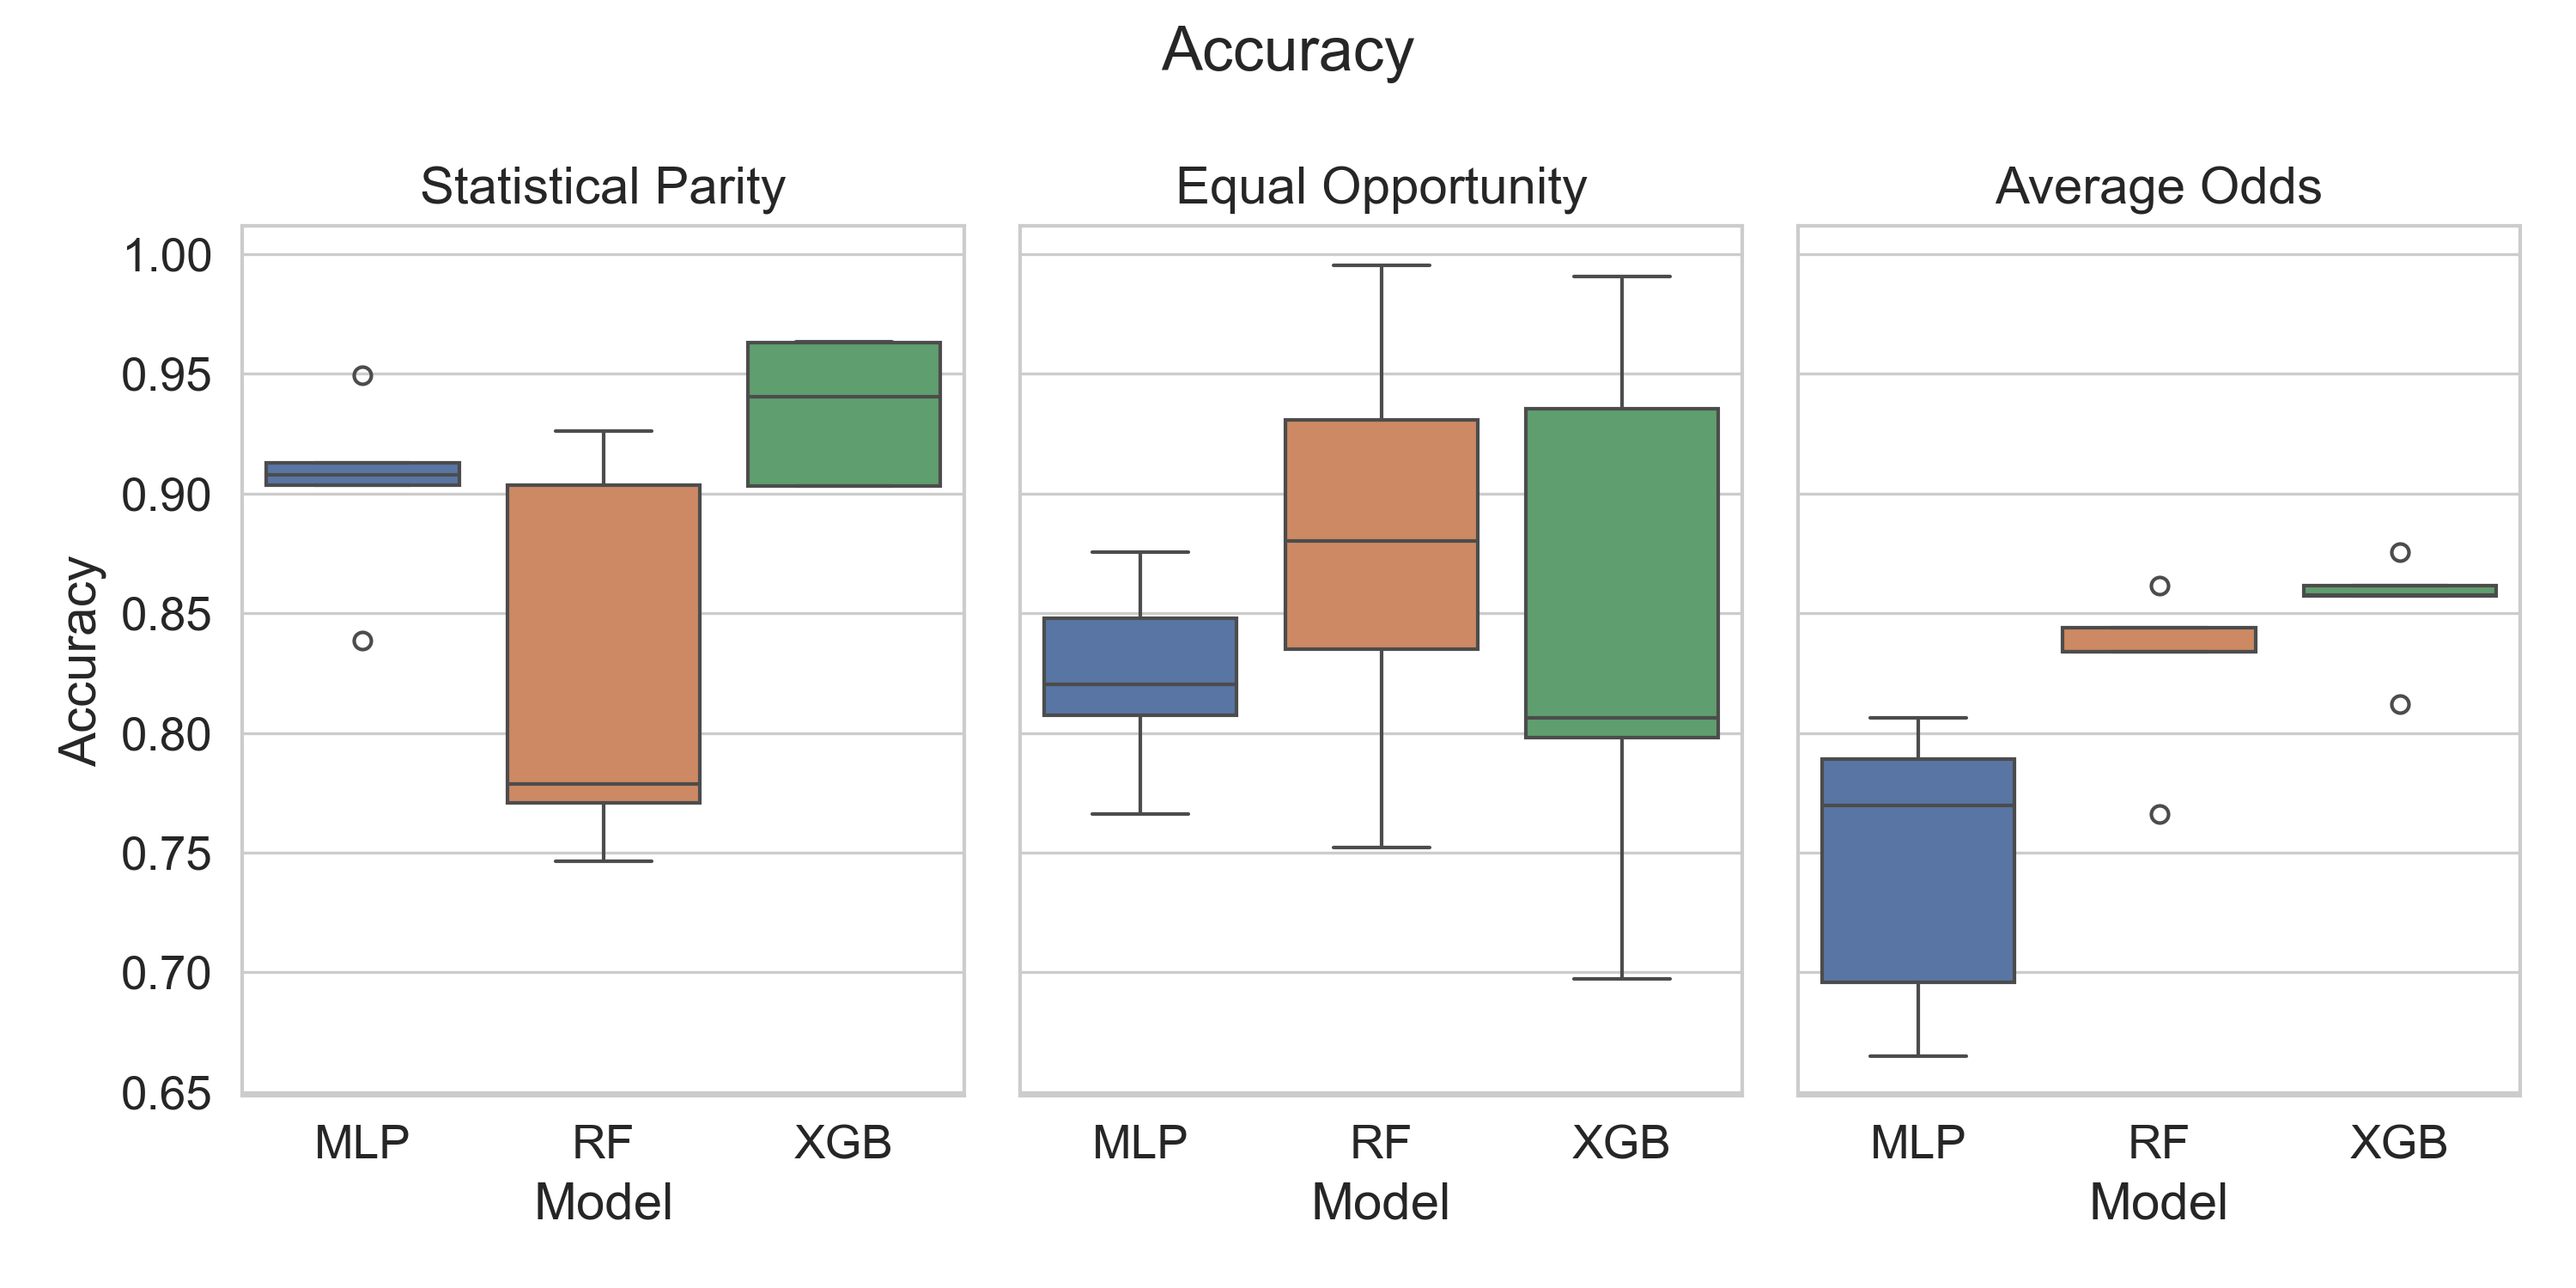 Accuracy
Statistical Parity
Equal Opportunity
Average Odds
Accuracy
1.00
0.95
0.90
0.85
0.80
0.75
0.70
0.65
MLP RF XGB
Model
MLP RF XGB
Model
MLP RF XGB
Model